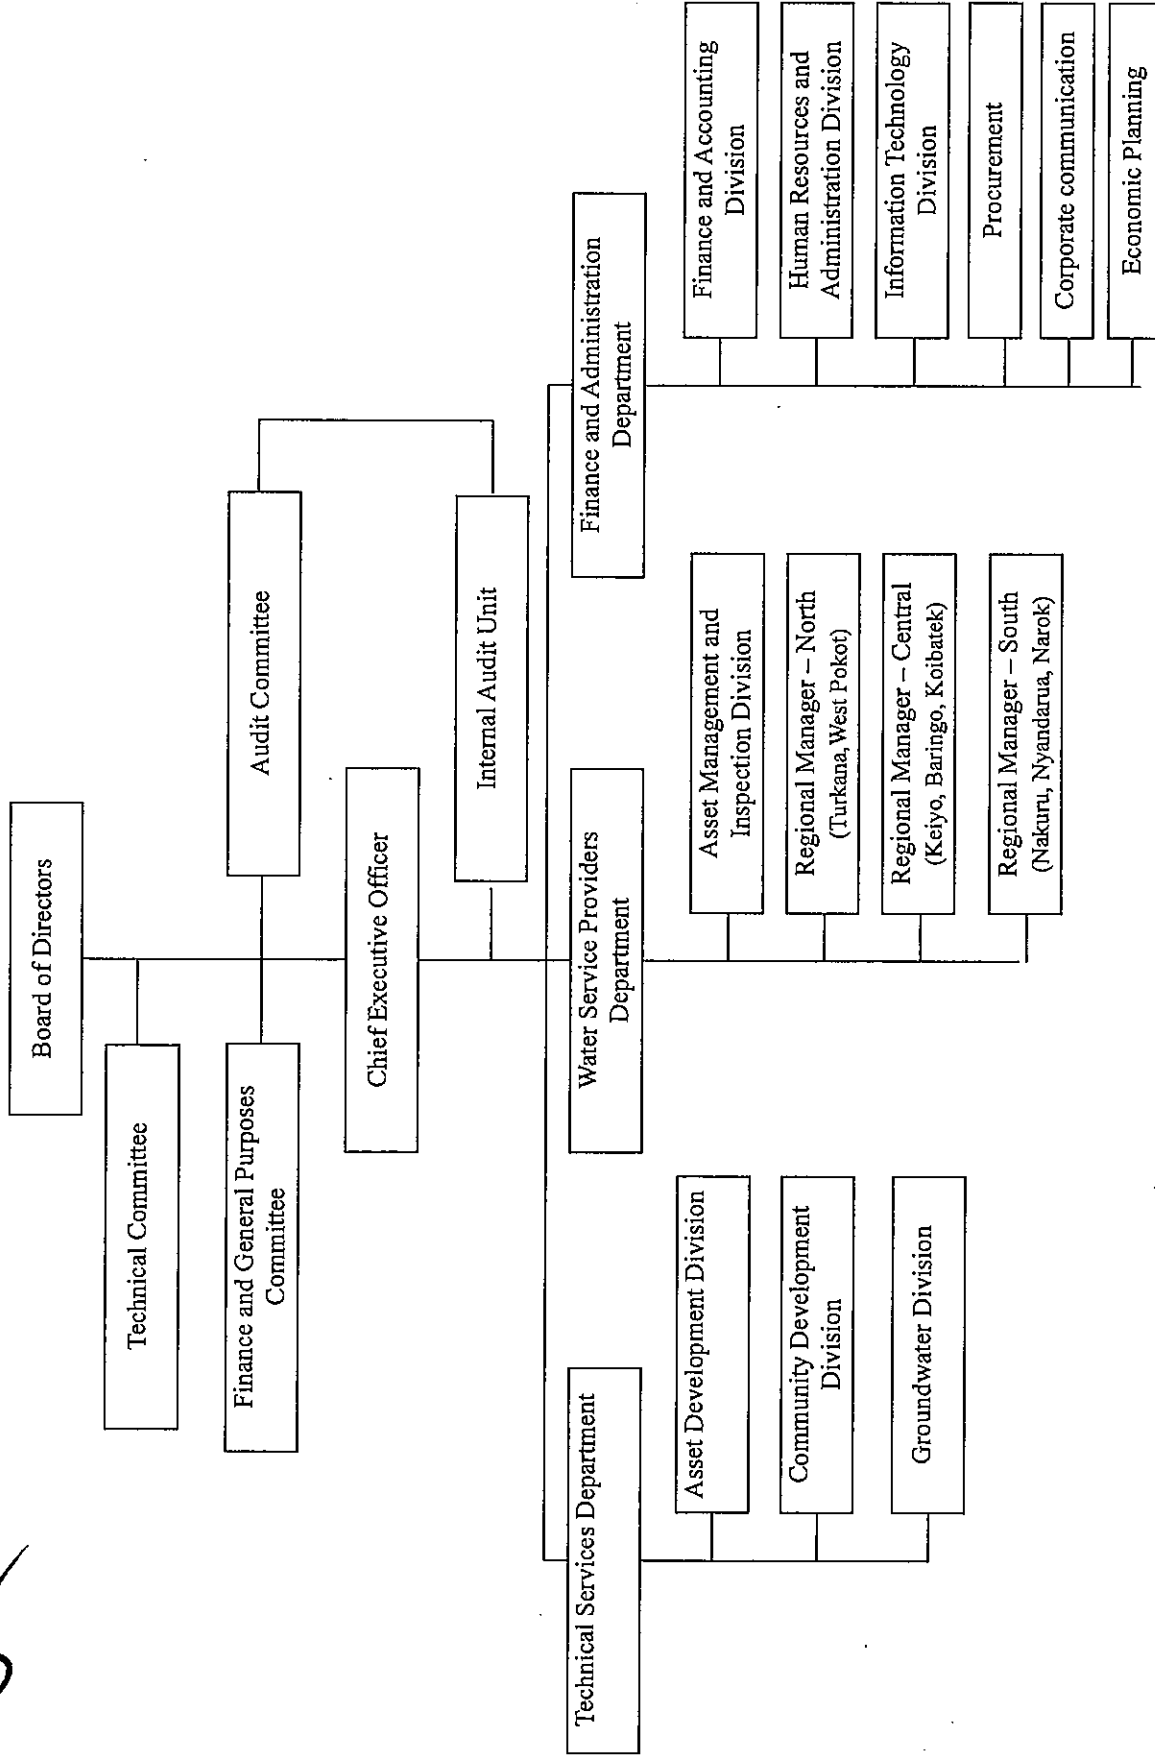 Board of Directors
Technical Committee
Finance and General Purposes
Committee
Audit Committee
Chief Executive Officer
Internal Audit Unit
Technical Services Department
Water Service Providers
Department
Finance and Administration
Department
Asset Development Division
Community Development
Division
Groundwater Division
Asset Management and
Inspection Division
Regional Manager – North
(Turkana, West Pokot)
Regional Manager – Central
(Keiyo, Baringo, Koibatek)
Regional Manager – South
(Nakuru, Nyandarua, Narok)
Finance and Accounting
Division
Human Resources and
Administration Division
Information Technology
Division
Procurement
Corporate communication
Economic Planning